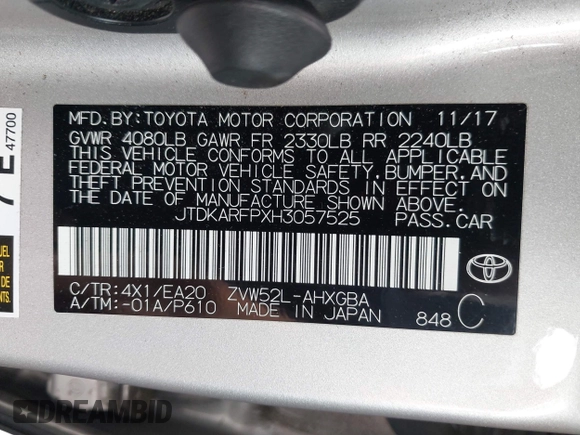 MFD.BY:TOYOTA MOTOR CORPORATION 11/17
GVWR 4080LB GAWR FR 2330LB RR 2240LB
THIS VEHICLE CONFORMS TO ALL APPLICABLE
FEDERAL MOTOR VEHICLE SAFETY,BUMPER,AND
THEFT PREVENTION STANDARDS IN EFFECT ON
THE DATE OF MANUFACTURE SHOWN ABOVE.
JTDKARFPXH3057525 PASS.CAR
C/TR:4X1/EA20 ZVW52L-AHXGBA
A/TM:-01A/P610 MADE IN JAPAN 848 C
TOYOTA
47700
DREAMBID